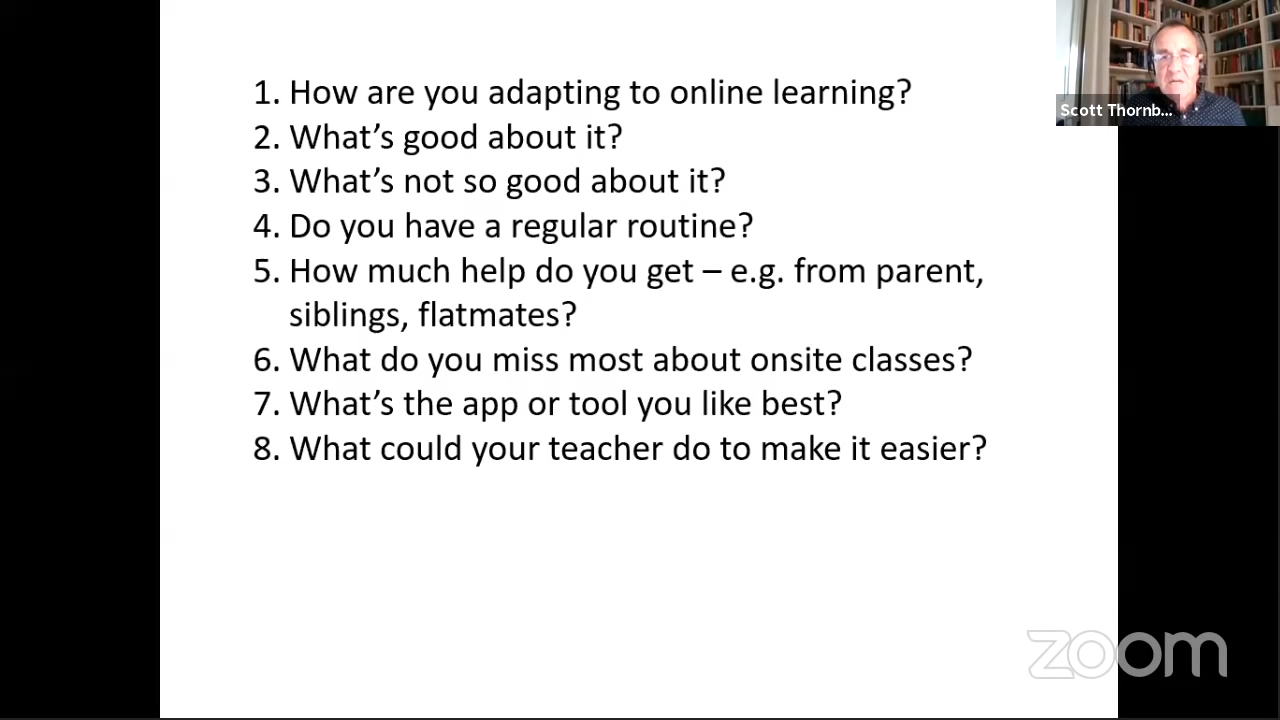 1. How are you adapting to online learning?
2. What’s good about it?
3. What’s not so good about it?
4. Do you have a regular routine?
5. How much help do you get – e.g. from parent,
siblings, flatmates?
6. What do you miss most about onsite classes?
7. What’s the app or tool you like best?
8. What could your teacher do to make it easier?
Scott Thornb...
zoom